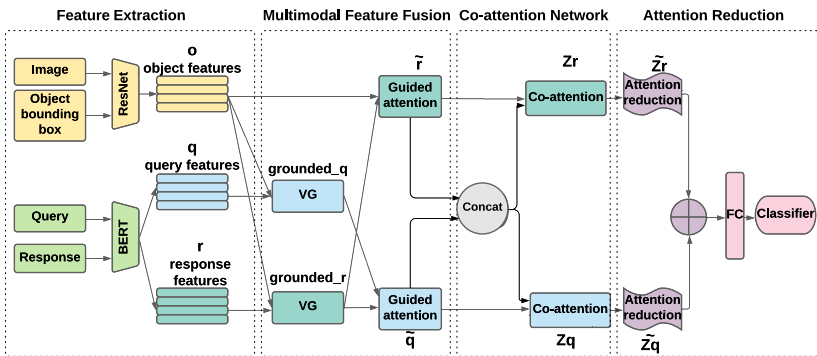 Feature Extraction
Multimodal Feature Fusion
Co-attention Network
Attention Reduction
Image
Object
bounding
box
ResNet
o
object features
q
query features
Query
Response
BERT
r
response
features
grounded_q
VG
grounded_r
VG
r̃
Guided
attention
Guided
attention
q̃
Concat
Zr
Co-attention
Co-attention
Zq
Z̃r
Attention
reduction
Attention
reduction
Z̃q
FC
Classifier